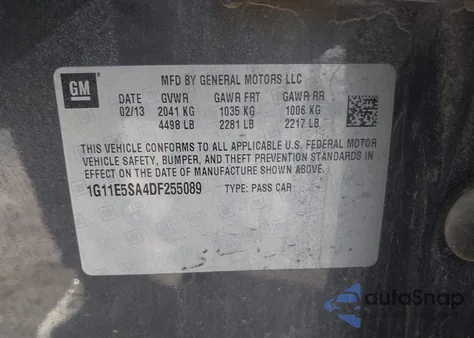 GM
MFD BY GENERAL MOTORS LLC
DATE GVWR GAWR FRT GAWR RR
02/13 2041 KG 1035 KG 1006 KG
4498 LB 2281 LB 2217 LB
THIS VEHICLE CONFORMS TO ALL APPLICABLE U.S. FEDERAL MOTOR
VEHICLE SAFETY, BUMPER, AND THEFT PREVENTION STANDARDS IN
EFFECT ON THE DATE OF MANUFACTURE SHOWN ABOVE.
1G11E5SA4DF255089 TYPE: PASS CAR
autoSnap